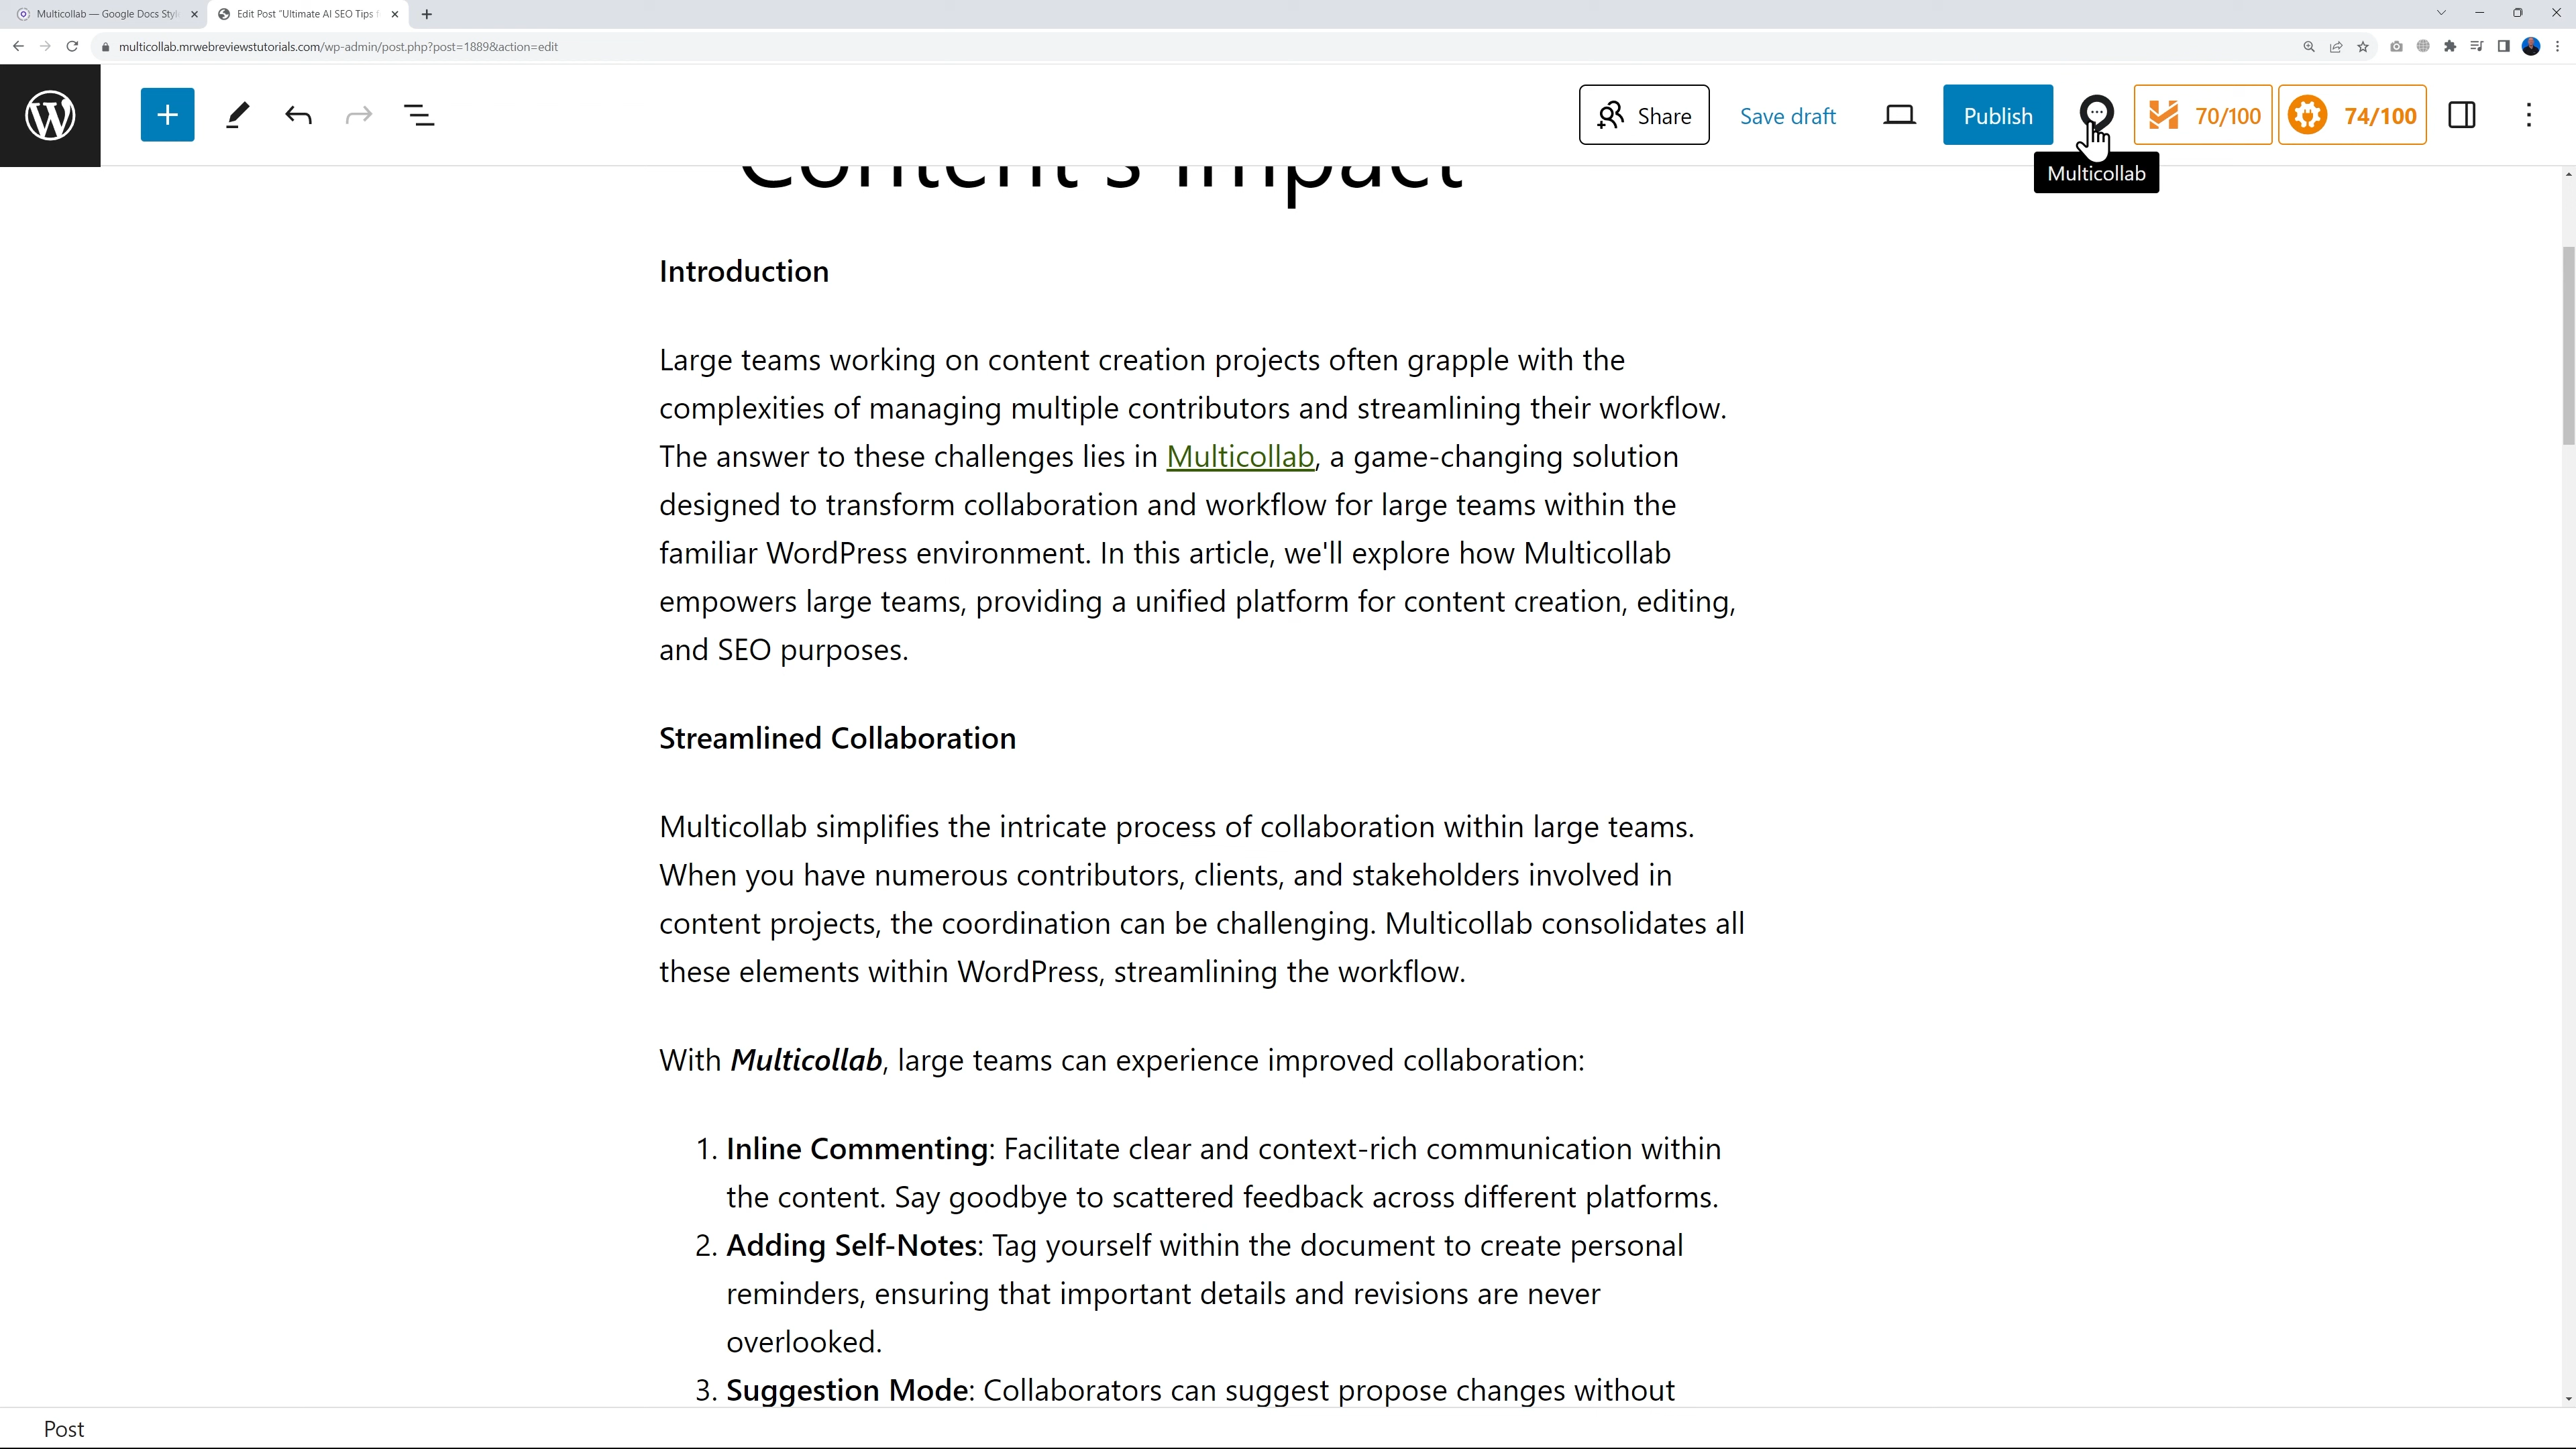 Multicollab — Google Docs Styl
Edit Post "Ultimate AI SEO Tips f
multicollab.mrwebreviewstutorials.com/wp-admin/post.php?post=1889&action=edit
Share
Save draft
Publish
70/100
74/100
Multicollab
Content's Impact
Introduction
Large teams working on content creation projects often grapple with the
complexities of managing multiple contributors and streamlining their workflow.
The answer to these challenges lies in Multicollab, a game-changing solution
designed to transform collaboration and workflow for large teams within the
familiar WordPress environment. In this article, we'll explore how Multicollab
empowers large teams, providing a unified platform for content creation, editing,
and SEO purposes.
Streamlined Collaboration
Multicollab simplifies the intricate process of collaboration within large teams.
When you have numerous contributors, clients, and stakeholders involved in
content projects, the coordination can be challenging. Multicollab consolidates all
these elements within WordPress, streamlining the workflow.
With Multicollab, large teams can experience improved collaboration:
1. Inline Commenting: Facilitate clear and context-rich communication within
the content. Say goodbye to scattered feedback across different platforms.
2. Adding Self-Notes: Tag yourself within the document to create personal
reminders, ensuring that important details and revisions are never
overlooked.
3. Suggestion Mode: Collaborators can suggest propose changes without
Post